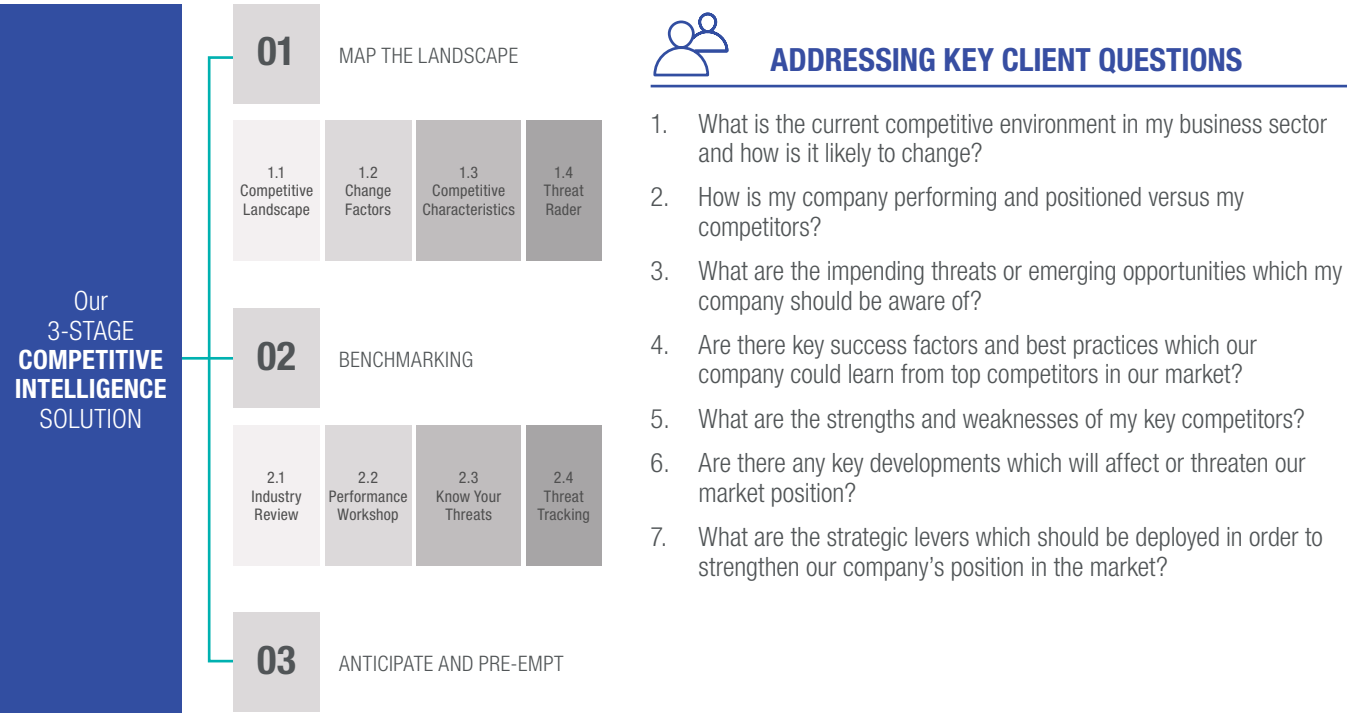 Our
3-STAGE
COMPETITIVE
INTELLIGENCE
SOLUTION
01
MAP THE LANDSCAPE
1.1
Competitive
Landscape
1.2
Change
Factors
1.3
Competitive
Characteristics
1.4
Threat
Rader
02
BENCHMARKING
2.1
Industry
Review
2.2
Performance
Workshop
2.3
Know Your
Threats
2.4
Threat
Tracking
03
ANTICIPATE AND PRE-EMPT
ADDRESSING KEY CLIENT QUESTIONS
1. What is the current competitive environment in my business sector
and how is it likely to change?
2. How is my company performing and positioned versus my
competitors?
3. What are the impending threats or emerging opportunities which my
company should be aware of?
4. Are there key success factors and best practices which our
company could learn from top competitors in our market?
5. What are the strengths and weaknesses of my key competitors?
6. Are there any key developments which will affect or threaten our
market position?
7. What are the strategic levers which should be deployed in order to
strengthen our company’s position in the market?